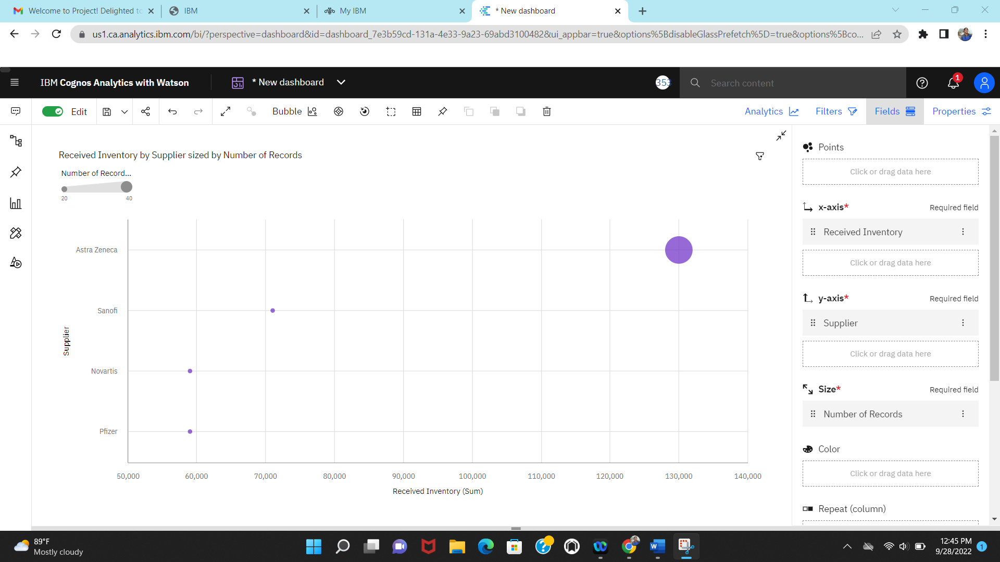 Welcome to Project! Delighted to
IBM
My IBM
* New dashboard
us1.ca.analytics.ibm.com/bi/?perspective=dashboard&id=dashboard_7e3b59cd-131a-4e33-9a23-69abd3100482&ui_appbar=true&options%5BdisableGlassPrefetch%5D=true&options%5Bco...
IBM Cognos Analytics with Watson
* New dashboard
353
Search content
1
Edit
Bubble
Analytics
Filters
Fields
Properties
Received Inventory by Supplier sized by Number of Records
Number of Record...
20
40
Supplier
Astra Zeneca
Sanofi
Novartis
Pfizer
50,000
60,000
70,000
80,000
90,000
100,000
110,000
120,000
130,000
140,000
Received Inventory (Sum)
Points
Click or drag data here
x-axis*
Required field
Received Inventory
Click or drag data here
y-axis*
Required field
Supplier
Click or drag data here
Size*
Required field
Number of Records
Color
Click or drag data here
Repeat (column)
89°F
Mostly cloudy
12:45 PM
9/28/2022
1